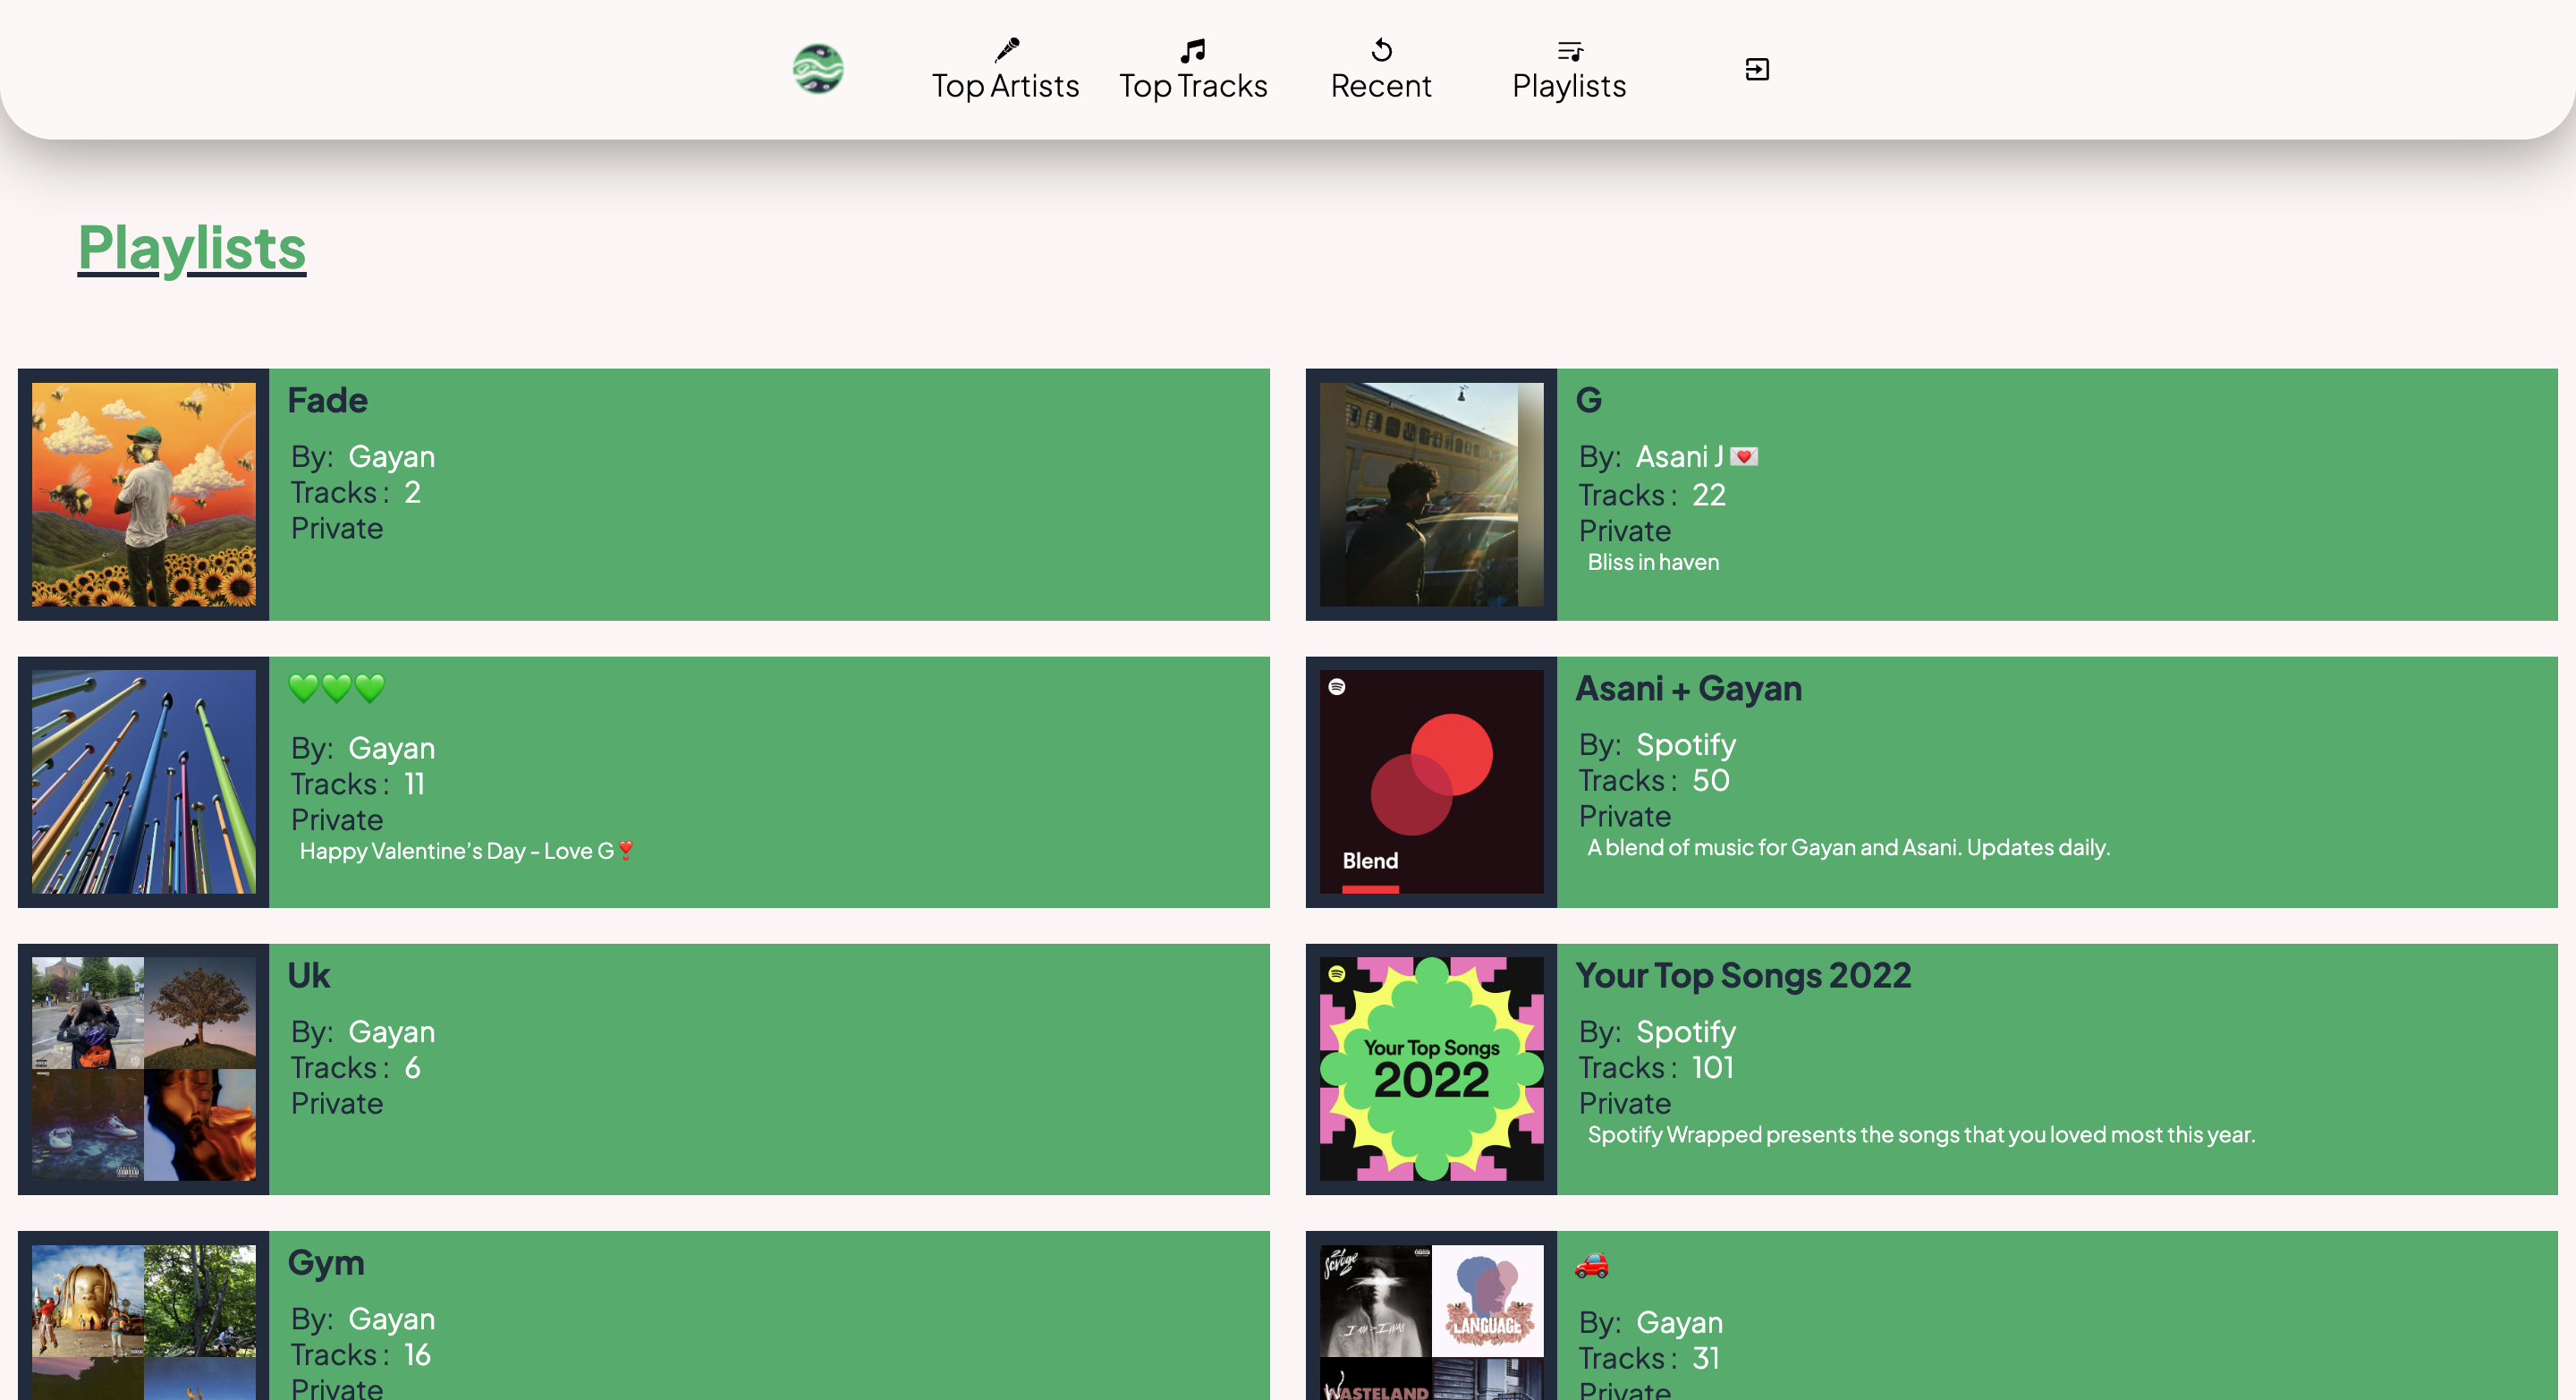 Top Artists
Top Tracks
Recent
Playlists
Playlists
Fade
By: Gayan
Tracks : 2
Private
G
By: Asani J 💌
Tracks : 22
Private
Bliss in haven
💚💚💚
By: Gayan
Tracks : 11
Private
Happy Valentine's Day - Love G❣️
Blend
Asani + Gayan
By: Spotify
Tracks : 50
Private
A blend of music for Gayan and Asani. Updates daily.
Uk
By: Gayan
Tracks : 6
Private
Your Top Songs
2022
Your Top Songs 2022
By: Spotify
Tracks : 101
Private
Spotify Wrapped presents the songs that you loved most this year.
Gym
By: Gayan
Tracks : 16
Private
21 Savage
I AM > I WAS
LANGUAGE
WASTELAND
🚗
By: Gayan
Tracks : 31
Private